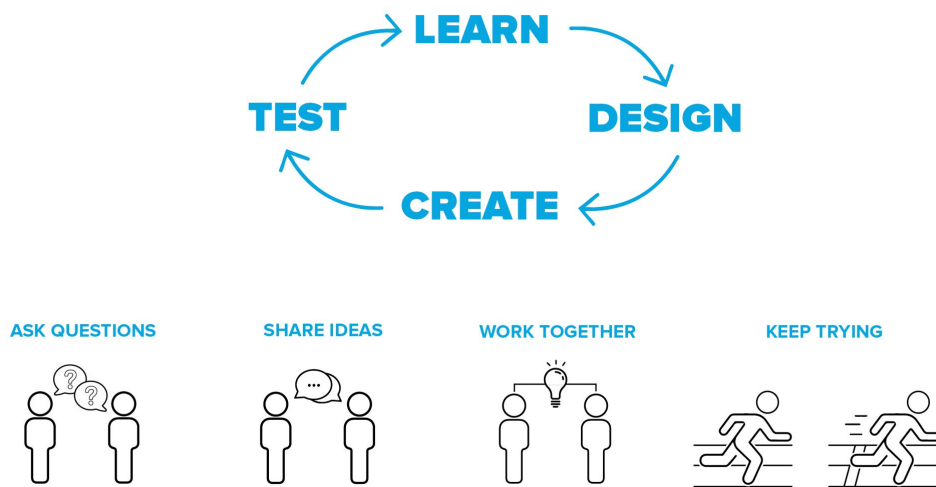 LEARN
TEST
DESIGN
CREATE
ASK QUESTIONS
SHARE IDEAS
WORK TOGETHER
KEEP TRYING
? ?
...